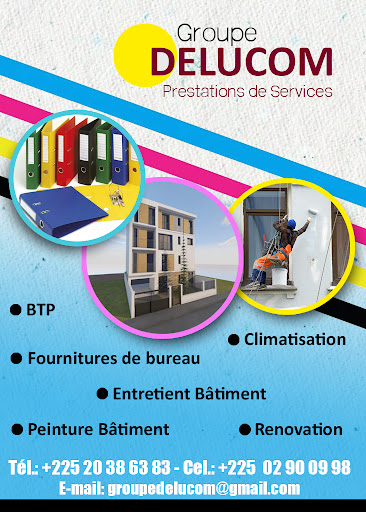 Groupe
DELUCOM
Prestations de Services
● BTP
● Climatisation
● Fournitures de bureau
● Entretient Bâtiment
● Peinture Bâtiment
● Renovation
Tél.: +225 20 38 63 83 - Cel.: +225 02 90 09 98
E-mail: groupedelucom@gmail.com